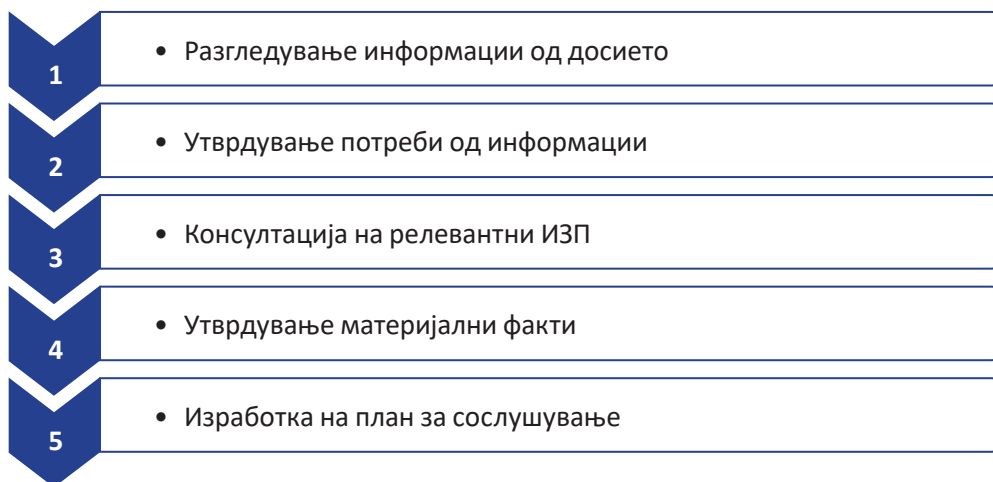 1
• Разгледување информации од досието
2
• Утврдување потреби од информации
3
• Консултација на релевантни ИЗП
4
• Утврдување материјални факти
5
• Изработка на план за сослушување